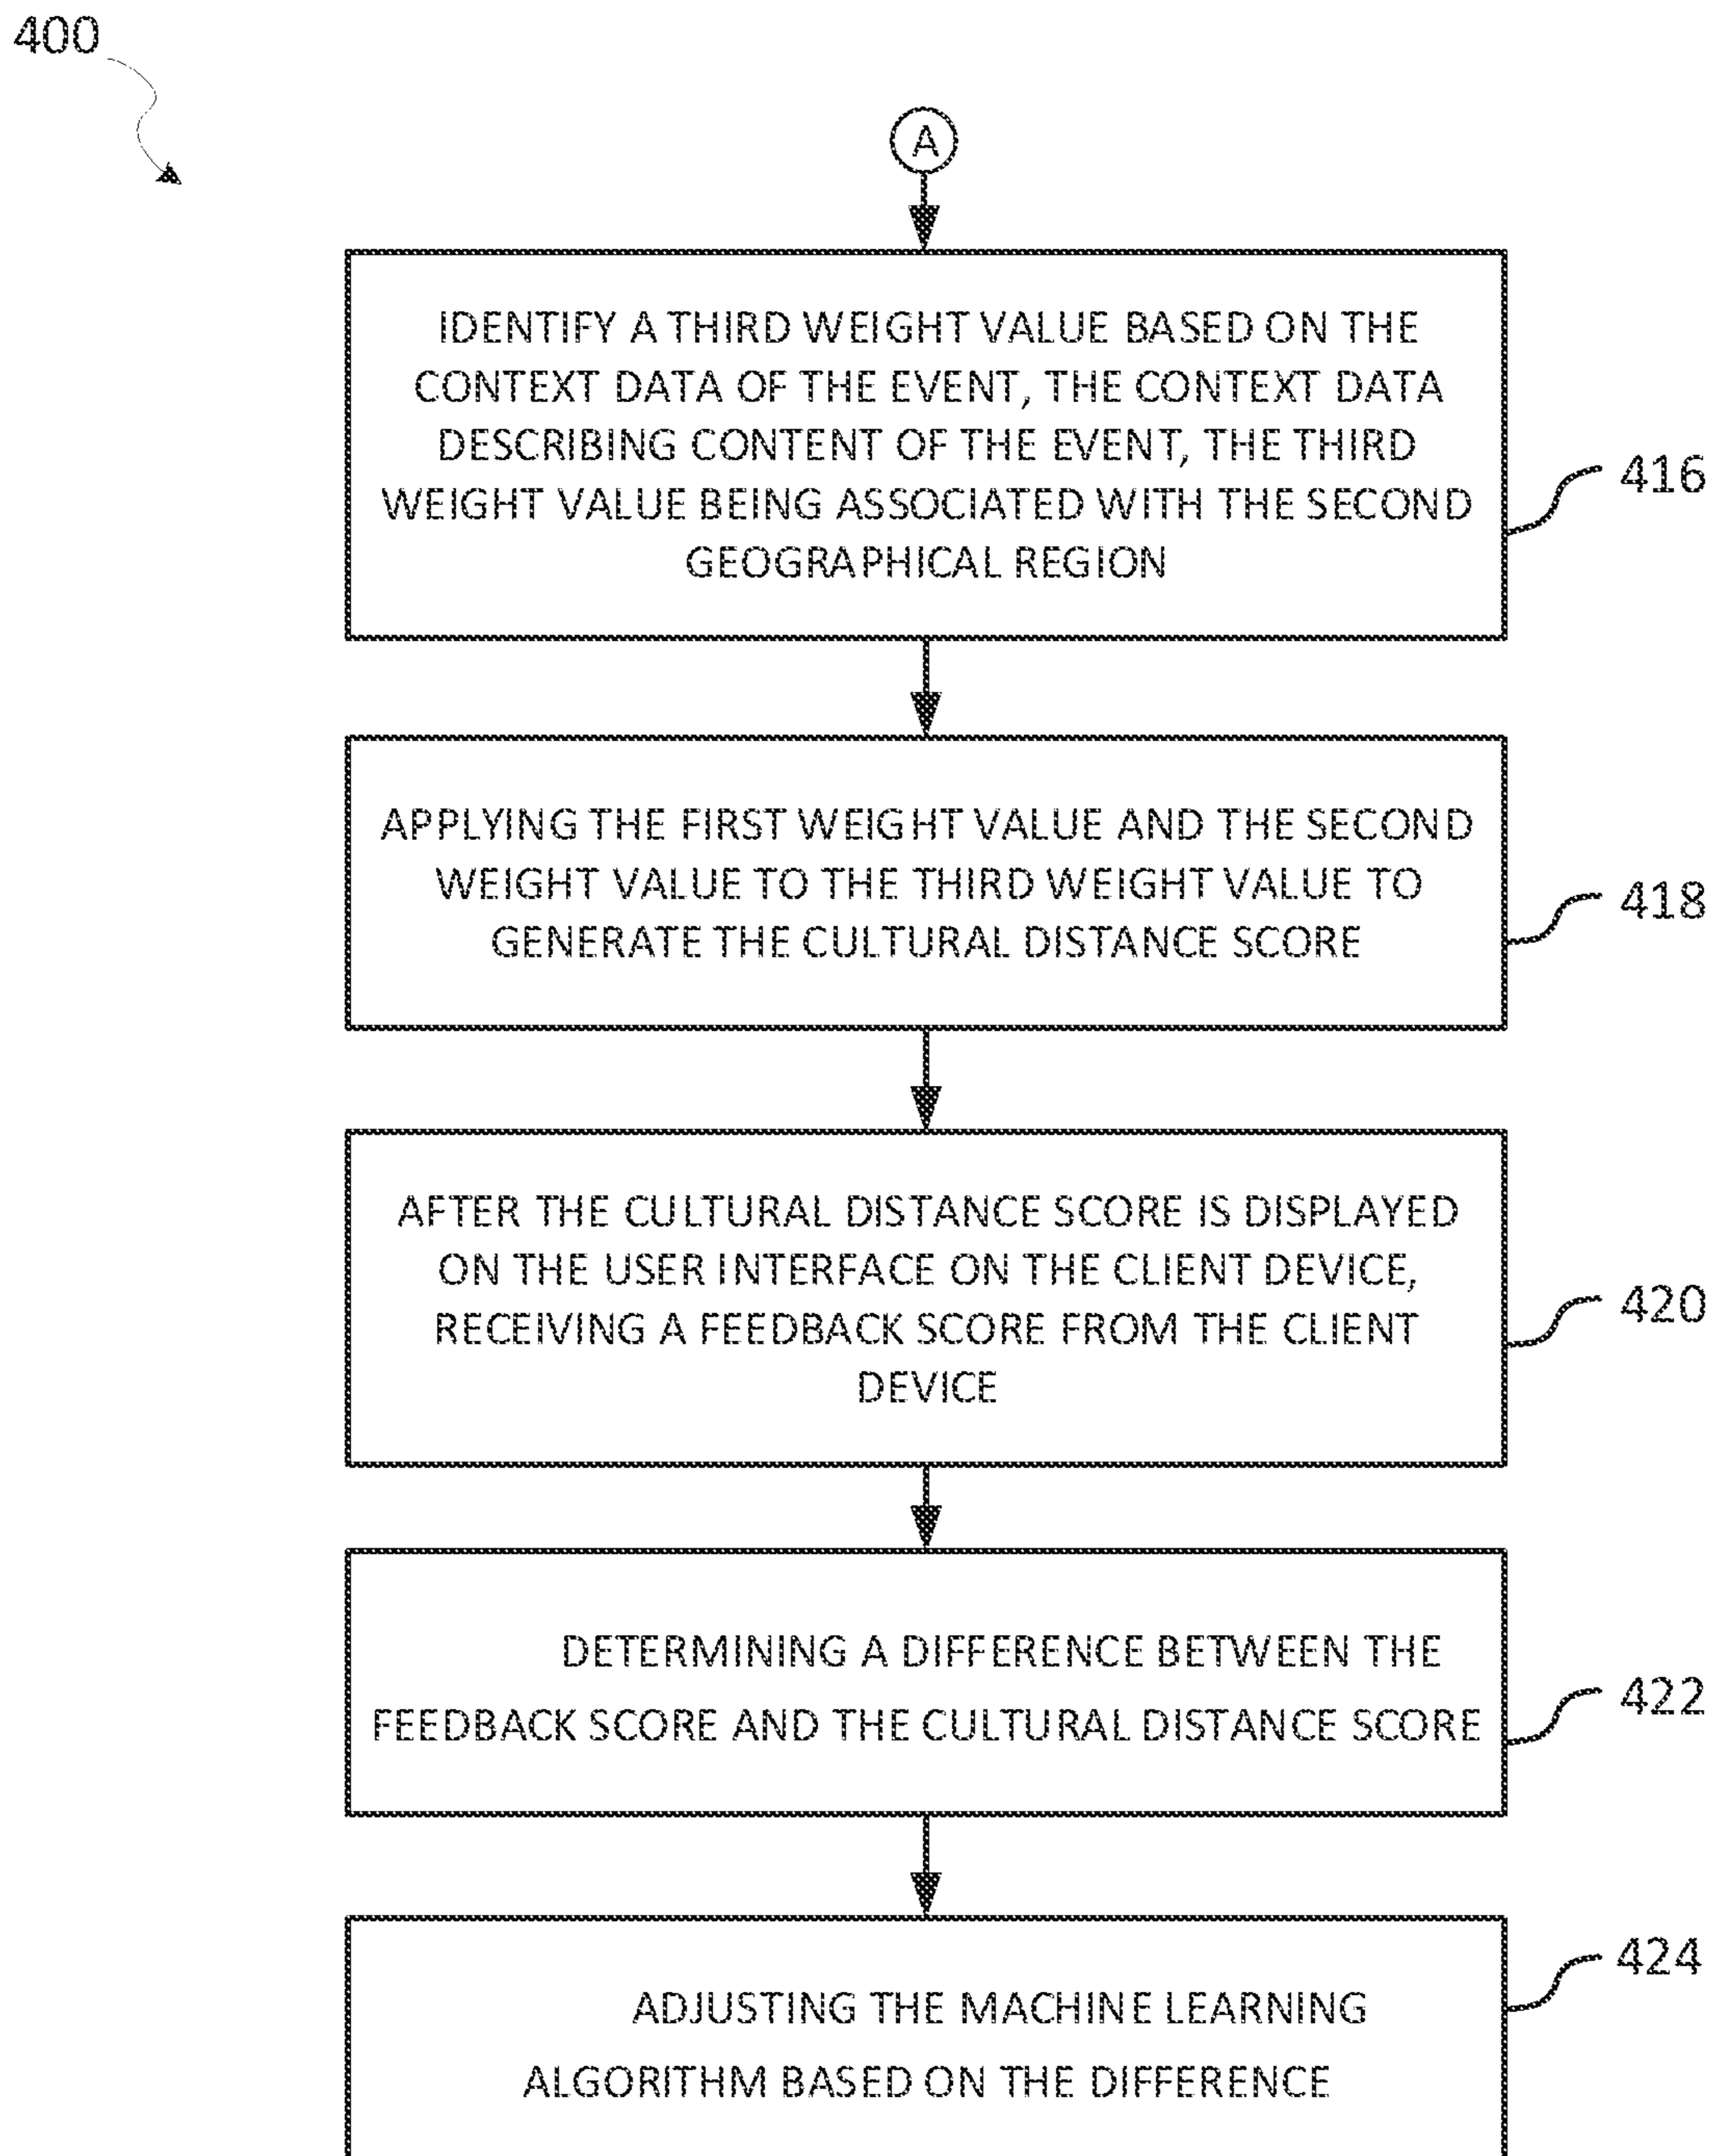 400
A
IDENTIFY A THIRD WEIGHT VALUE BASED ON THE
CONTEXT DATA OF THE EVENT, THE CONTEXT DATA
DESCRIBING CONTENT OF THE EVENT, THE THIRD
WEIGHT VALUE BEING ASSOCIATED WITH THE SECOND
GEOGRAPHICAL REGION
416
APPLYING THE FIRST WEIGHT VALUE AND THE SECOND
WEIGHT VALUE TO THE THIRD WEIGHT VALUE TO
GENERATE THE CULTURAL DISTANCE SCORE
418
AFTER THE CULTURAL DISTANCE SCORE IS DISPLAYED
ON THE USER INTERFACE ON THE CLIENT DEVICE,
RECEIVING A FEEDBACK SCORE FROM THE CLIENT
DEVICE
420
DETERMINING A DIFFERENCE BETWEEN THE
FEEDBACK SCORE AND THE CULTURAL DISTANCE SCORE
422
ADJUSTING THE MACHINE LEARNING
ALGORITHM BASED ON THE DIFFERENCE
424